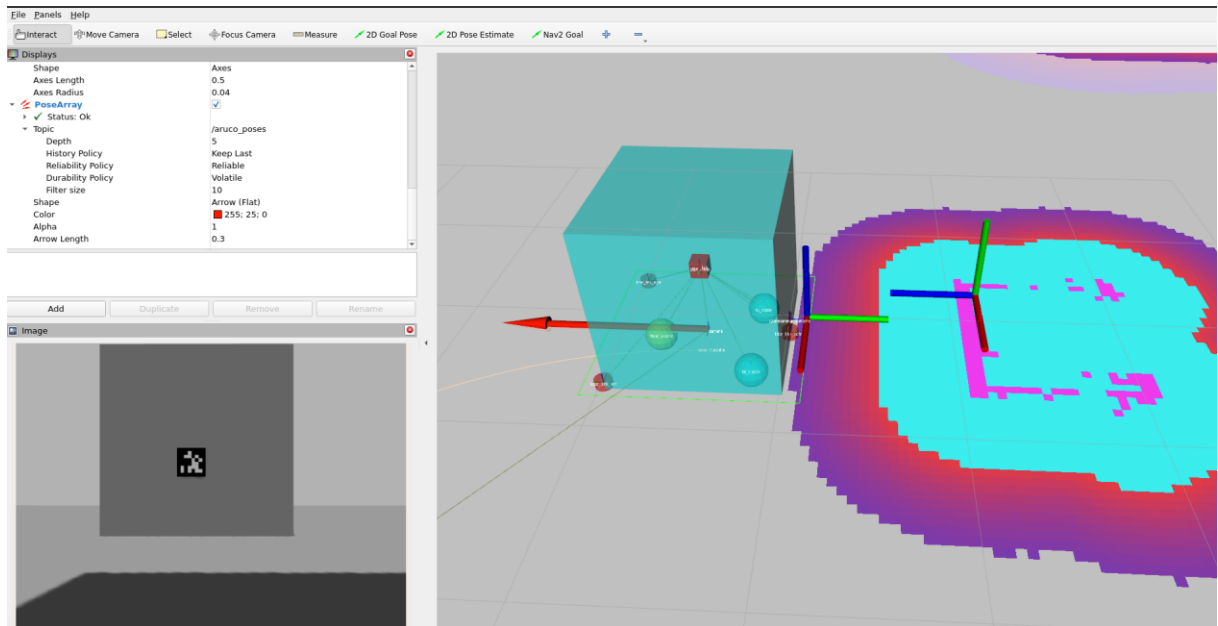 File Panels Help
Interact Move Camera Select Focus Camera Measure 2D Goal Pose 2D Pose Estimate Nav2 Goal
Displays
Shape Axes
Axes Length 0.5
Axes Radius 0.04
PoseArray
Status: Ok
Topic /aruco_poses
Depth 5
History Policy Keep Last
Reliability Policy Reliable
Durability Policy Volatile
Filter size 10
Shape Arrow (Flat)
Color 255; 25; 0
Alpha 1
Arrow Length 0.3
Add Duplicate Remove Rename
Image